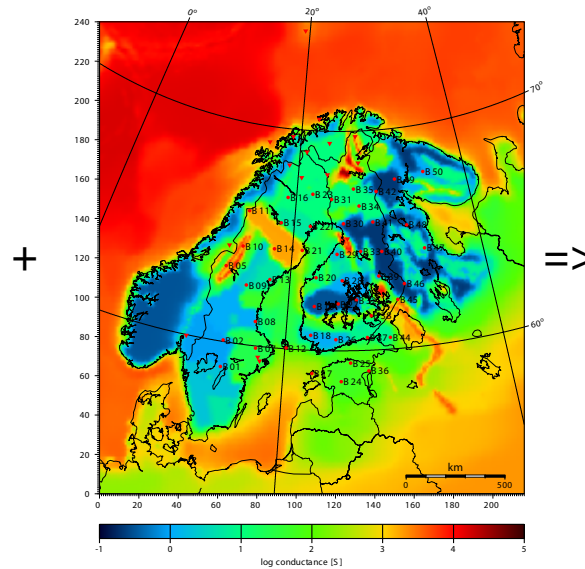 0° 20° 40°
240
220
200
180
160
140
120
100
80
60
40
20
0
70°
60°
+
=>
B50
B49
B35
B42
B23
B16
B31
B34
B11
B15
B30
B10
B14
B21
B47
B29
B33
B40
B05
B13
B20
B09
B46
B45
B08
B18
B44
B02
B12
B01
B25
B36
B24
km
0 500
0 20 40 60 80 100 120 140 160 180 200
-1 0 1 2 3 4 5
log conductance [S]